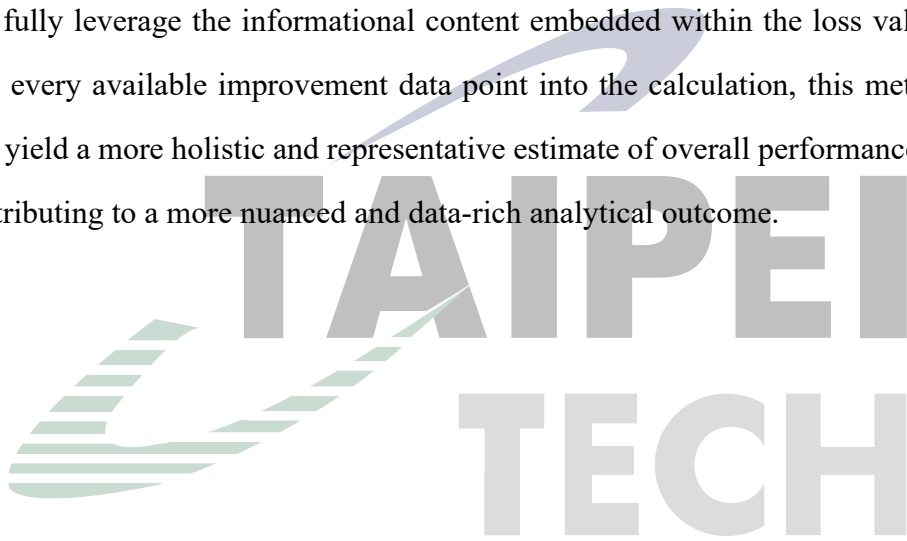 fully leverage the informational content embedded within the loss val
every available improvement data point into the calculation, this met
yield a more holistic and representative estimate of overall performance
tributing to a more nuanced and data-rich analytical outcome.
TAIPEI
TECH